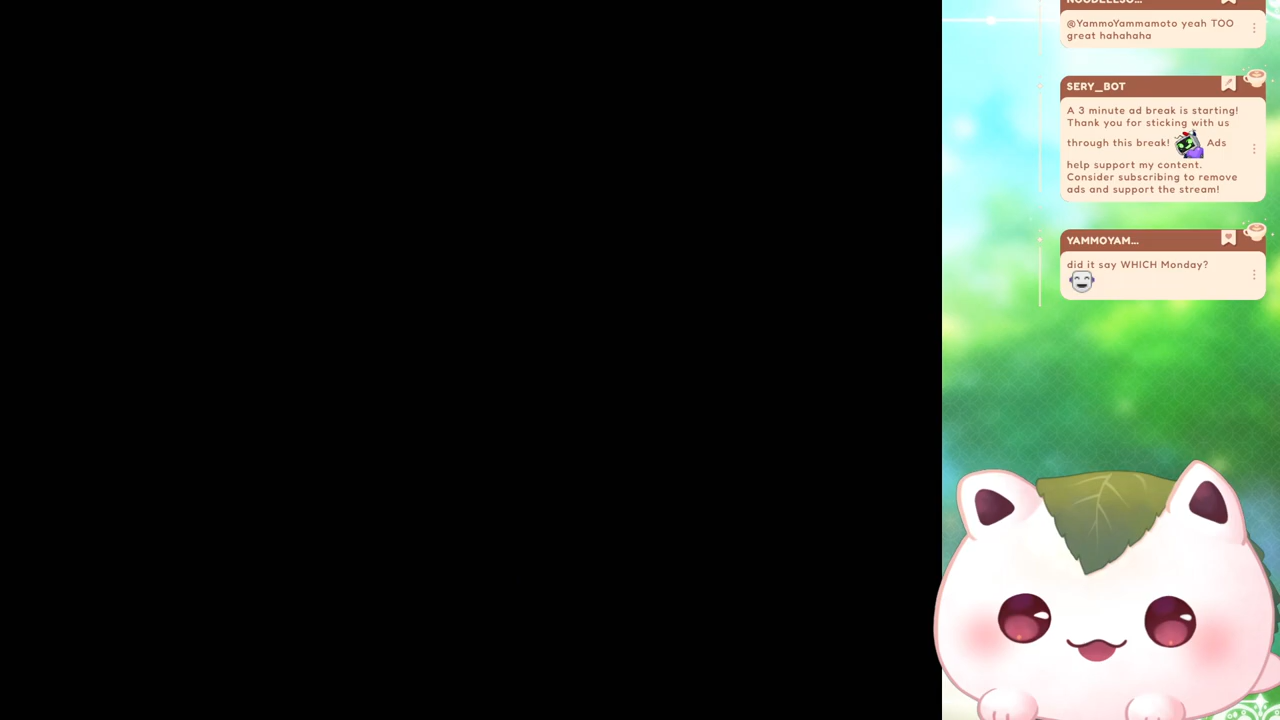 @YammoYammamoto yeah TOO
great hahahaha
SERY_BOT
A 3 minute ad break is starting!
Thank you for sticking with us
through this break! Ads
help support my content.
Consider subscribing to remove
ads and support the stream!
YAMMOYAM...
did it say WHICH Monday?